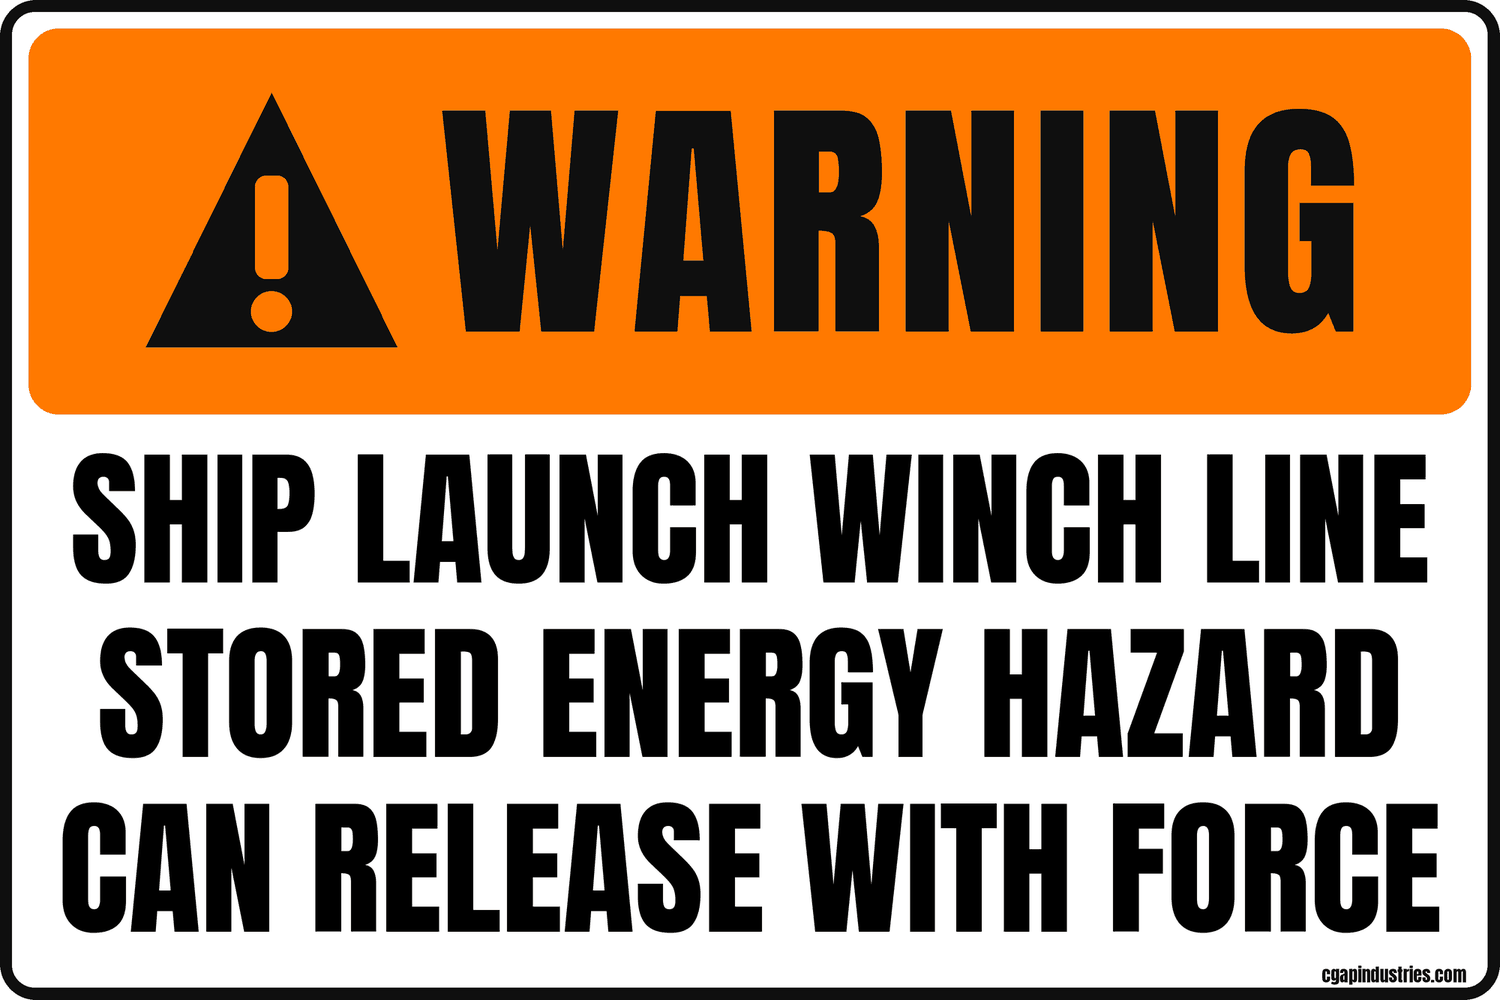 WARNING
SHIP LAUNCH WINCH LINE
STORED ENERGY HAZARD
CAN RELEASE WITH FORCE
cgapindustries.com